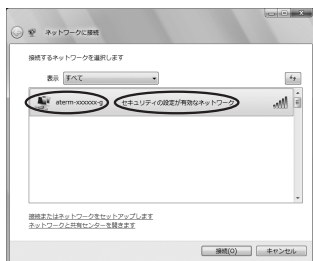 ネットワークに接続
接続するネットワークを選択します
表示 すべて
aterm-xxxxxx-g セキュリティの設定が有効なネットワーク
接続またはネットワークをセットアップします
ネットワークと共有センターを開きます
接続(O) キャンセル